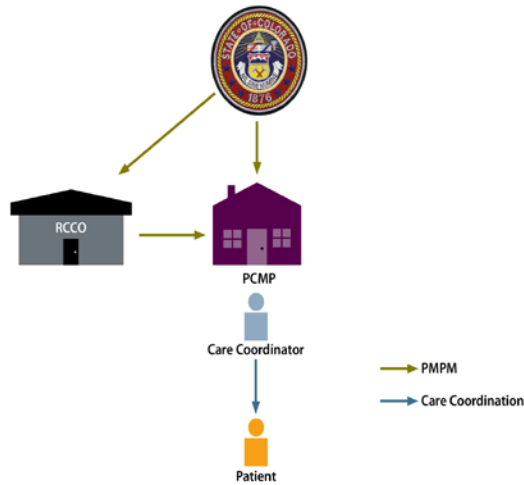 STATE·OF·COLORADO
1876
RCCO
PCMP
Care Coordinator
PMPM
Care Coordination
Patient